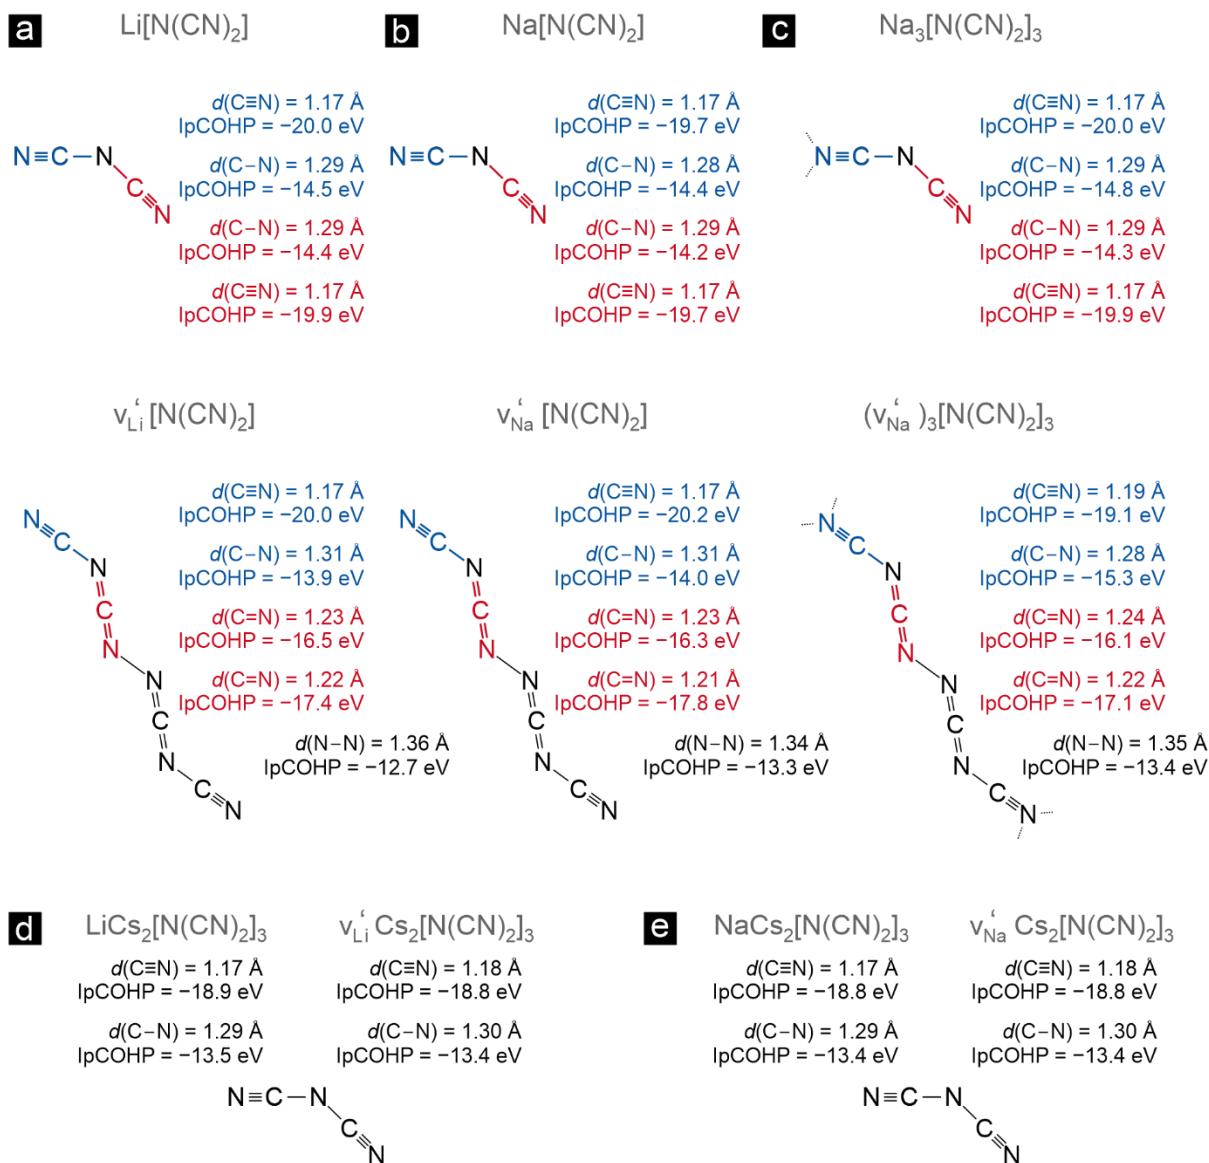 a Li[N(CN)₂]
d(C≡N) = 1.17 Å
IpCOHP = −20.0 eV
d(C−N) = 1.29 Å
IpCOHP = −14.5 eV
d(C−N) = 1.29 Å
IpCOHP = −14.4 eV
d(C≡N) = 1.17 Å
IpCOHP = −19.9 eV
N≡C−N
C≡N
b Na[N(CN)₂]
d(C≡N) = 1.17 Å
IpCOHP = −19.7 eV
d(C−N) = 1.28 Å
IpCOHP = −14.4 eV
d(C−N) = 1.29 Å
IpCOHP = −14.2 eV
d(C≡N) = 1.17 Å
IpCOHP = −19.7 eV
N≡C−N
C≡N
c Na₃[N(CN)₂]₃
d(C≡N) = 1.17 Å
IpCOHP = −20.0 eV
d(C−N) = 1.29 Å
IpCOHP = −14.8 eV
d(C−N) = 1.29 Å
IpCOHP = −14.3 eV
d(C≡N) = 1.17 Å
IpCOHP = −19.9 eV
N≡C−N
C≡N
v‘Li [N(CN)₂]
d(C≡N) = 1.17 Å
IpCOHP = −20.0 eV
d(C−N) = 1.31 Å
IpCOHP = −13.9 eV
d(C=N) = 1.23 Å
IpCOHP = −16.5 eV
d(C=N) = 1.22 Å
IpCOHP = −17.4 eV
d(N−N) = 1.36 Å
IpCOHP = −12.7 eV
N≡C
N
C
N
N
C
N
C≡N
v‘Na [N(CN)₂]
d(C≡N) = 1.17 Å
IpCOHP = −20.2 eV
d(C−N) = 1.31 Å
IpCOHP = −14.0 eV
d(C=N) = 1.23 Å
IpCOHP = −16.3 eV
d(C=N) = 1.21 Å
IpCOHP = −17.8 eV
d(N−N) = 1.34 Å
IpCOHP = −13.3 eV
N≡C
N
C
N
N
C
N
C≡N
(v‘Na )₃[N(CN)₂]₃
d(C≡N) = 1.19 Å
IpCOHP = −19.1 eV
d(C−N) = 1.28 Å
IpCOHP = −15.3 eV
d(C=N) = 1.24 Å
IpCOHP = −16.1 eV
d(C=N) = 1.22 Å
IpCOHP = −17.1 eV
d(N−N) = 1.35 Å
IpCOHP = −13.4 eV
N≡C
N
C
N
N
C
N
C≡N
d LiCs₂[N(CN)₂]₃
d(C≡N) = 1.17 Å
IpCOHP = −18.9 eV
d(C−N) = 1.29 Å
IpCOHP = −13.5 eV
v‘Li Cs₂[N(CN)₂]₃
d(C≡N) = 1.18 Å
IpCOHP = −18.8 eV
d(C−N) = 1.30 Å
IpCOHP = −13.4 eV
N≡C−N
C≡N
e NaCs₂[N(CN)₂]₃
d(C≡N) = 1.17 Å
IpCOHP = −18.8 eV
d(C−N) = 1.29 Å
IpCOHP = −13.4 eV
v‘Na Cs₂[N(CN)₂]₃
d(C≡N) = 1.18 Å
IpCOHP = −18.8 eV
d(C−N) = 1.30 Å
IpCOHP = −13.4 eV
N≡C−N
C≡N